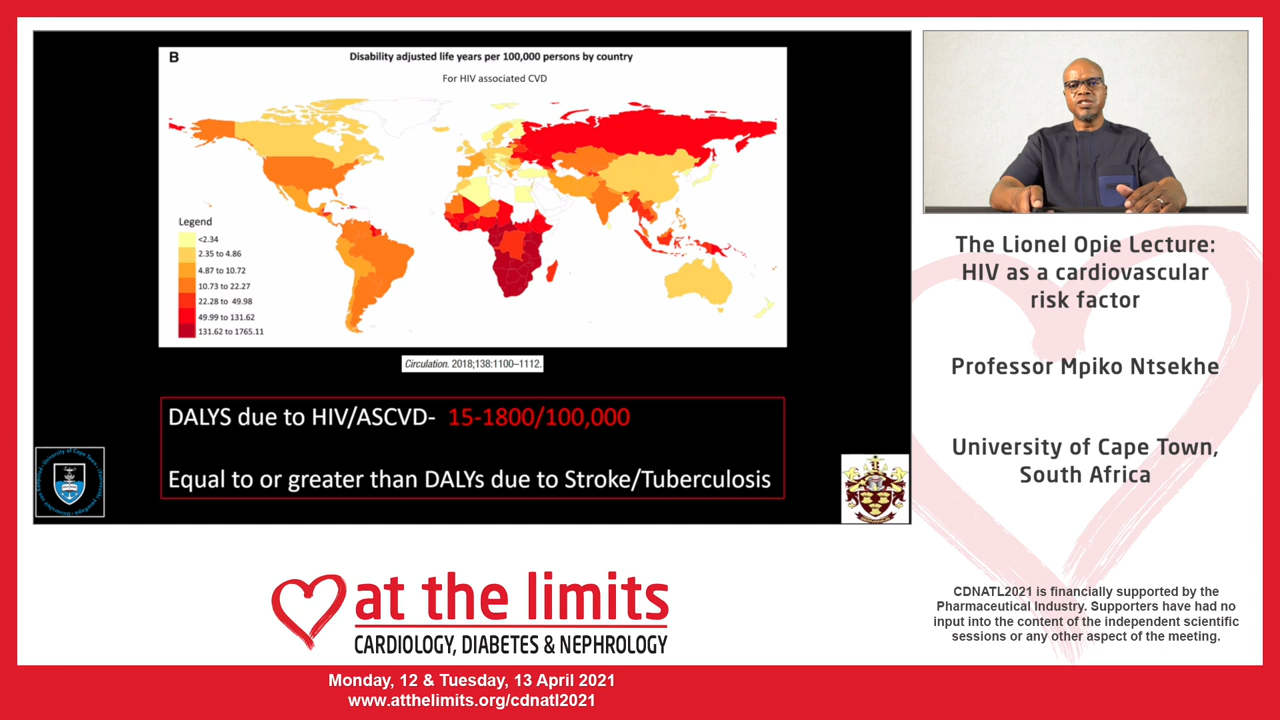 B
Disability adjusted life years per 100,000 persons by country
For HIV associated CVD
Legend
<2.34
2.35 to 4.86
4.87 to 10.72
10.73 to 22.27
22.28 to 49.98
49.99 to 131.62
131.62 to 1765.11
Circulation. 2018;138:1100–1112.
DALYS due to HIV/ASCVD- 15-1800/100,000
Equal to or greater than DALYs due to Stroke/Tuberculosis
The Lionel Opie Lecture:
HIV as a cardiovascular
risk factor
Professor Mpiko Ntsekhe
University of Cape Town,
South Africa
CDNATL2021 is financially supported by the
Pharmaceutical Industry. Supporters have had no
input into the content of the independent scientific
sessions or any other aspect of the meeting.
at the limits
CARDIOLOGY, DIABETES & NEPHROLOGY
Monday, 12 & Tuesday, 13 April 2021
www.atthelimits.org/cdnatl2021